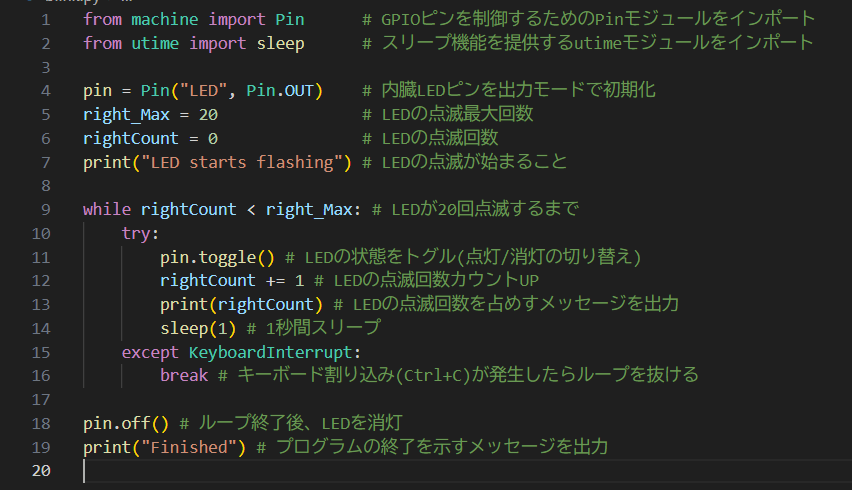 1 from machine import Pin # GPIOピンを制御するためのPinモジュールをインポート
2 from utime import sleep # スリープ機能を提供するutimeモジュールをインポート
3
4 pin = Pin("LED", Pin.OUT) # 内臓LEDピンを出力モードで初期化
5 right_Max = 20 # LEDの点滅最大回数
6 rightCount = 0 # LEDの点滅回数
7 print("LED starts flashing") # LEDの点滅が始まること
8
9 while rightCount < right_Max: # LEDが20回点滅するまで
10 try:
11 pin.toggle() # LEDの状態をトグル(点灯/消灯の切り替え)
12 rightCount += 1 # LEDの点滅回数カウントUP
13 print(rightCount) # LEDの点滅回数を占めすメッセージを出力
14 sleep(1) # 1秒間スリープ
15 except KeyboardInterrupt:
16 break # キーボード割り込み(Ctrl+C)が発生したらループを抜ける
17
18 pin.off() # ループ終了後、LEDを消灯
19 print("Finished") # プログラムの終了を示すメッセージを出力
20